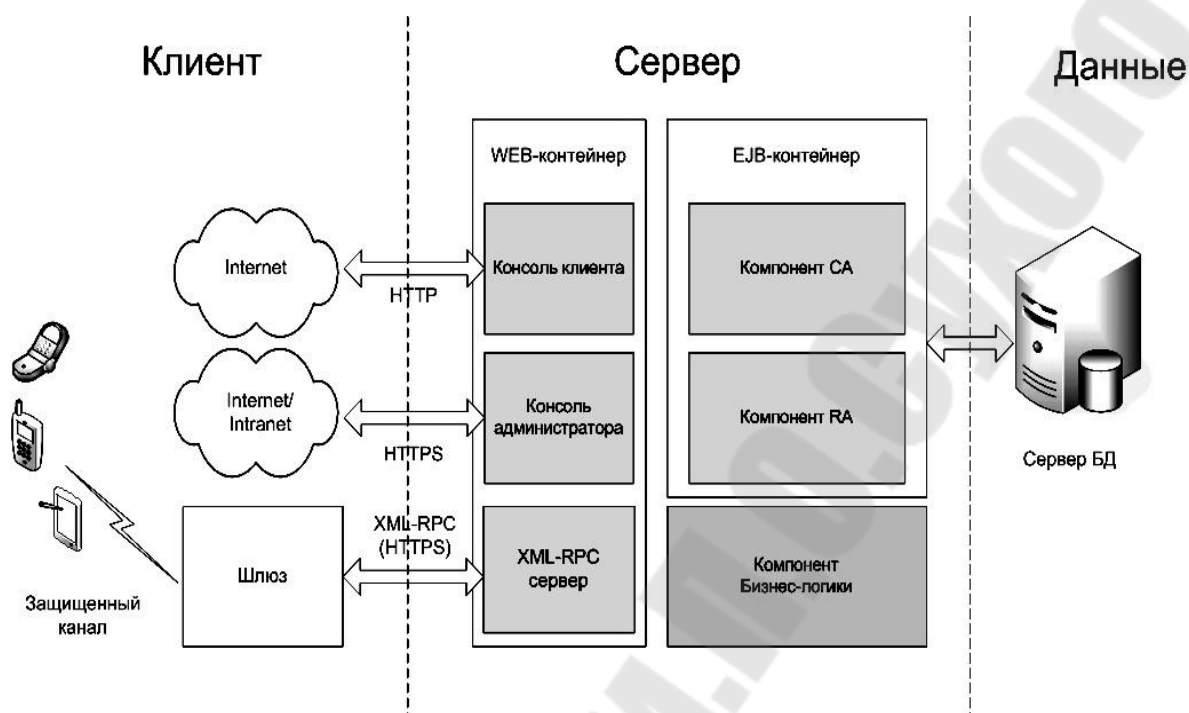 Клиент
Сервер
Данные
WEB-контейнер
EJB-контейнер
Internet
HTTP
Консоль клиента
Компонент CA
Internet/
Intranet
HTTPS
Консоль
администратора
Компонент RA
Сервер БД
Защищенный
канал
Шлюз
XML-RPC
(HTTPS)
XML-RPC
сервер
Компонент
Бизнес-логики